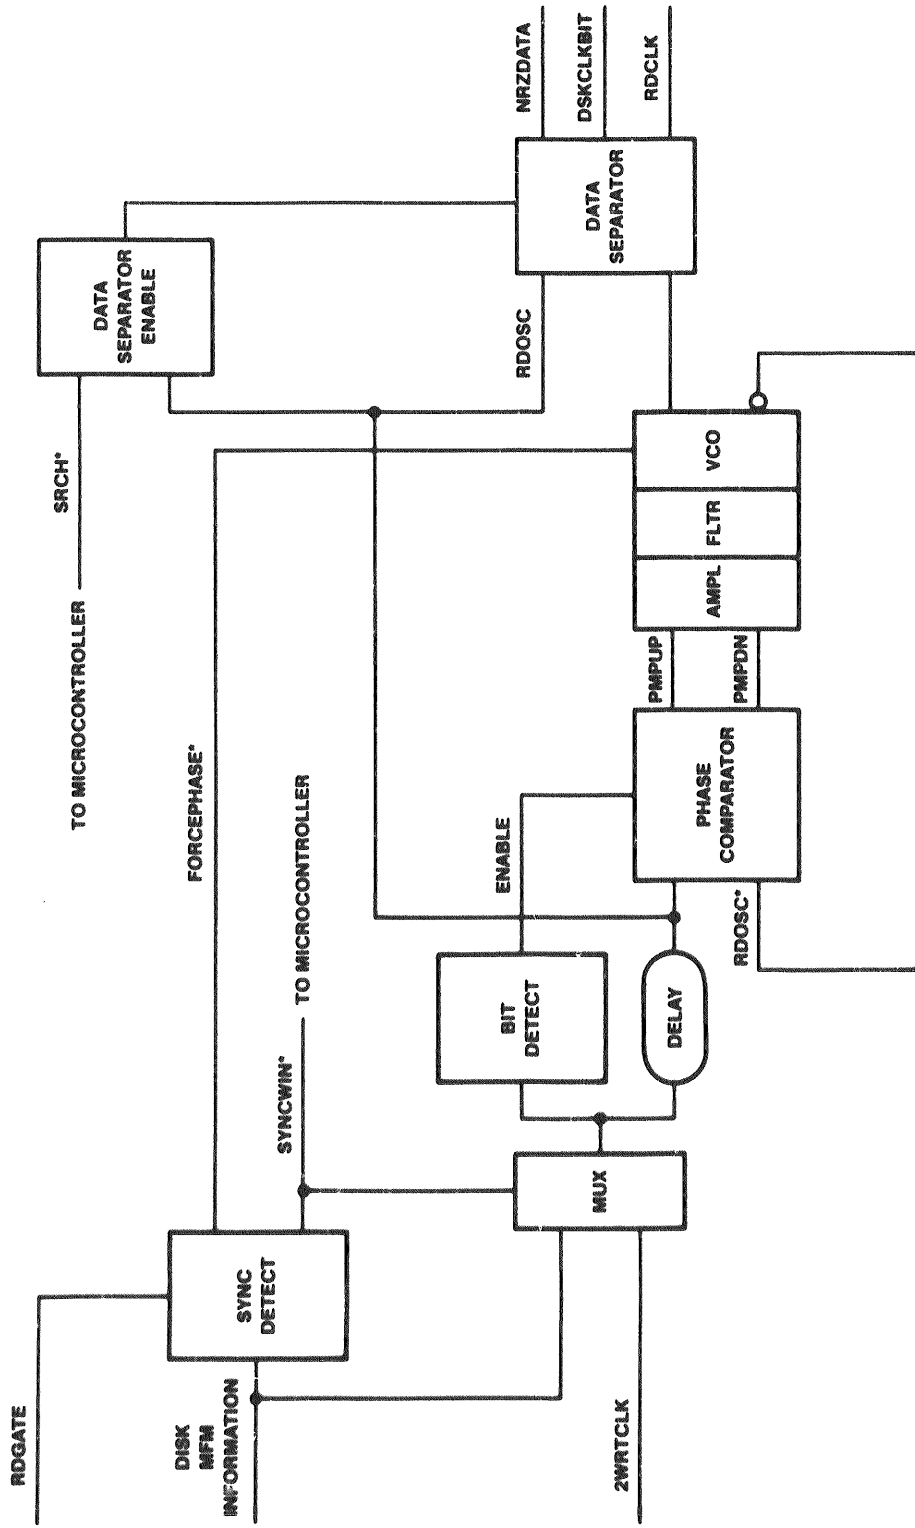 RDGATE
DISK
MFM
INFORMATION
2WRTCLK
SYNC
DETECT
MUX
SYNCWIN*
TO MICROCONTROLLER
FORCEPHASE*
BIT
DETECT
DELAY
ENABLE
RDOSC*
PHASE
COMPARATOR
PMPUP
PMPDN
AMPL
FLTR
VCO
TO MICROCONTROLLER
SRCH*
DATA
SEPARATOR
ENABLE
RDOSC
DATA
SEPARATOR
NRZDATA
DSKCLKBIT
RDCLK